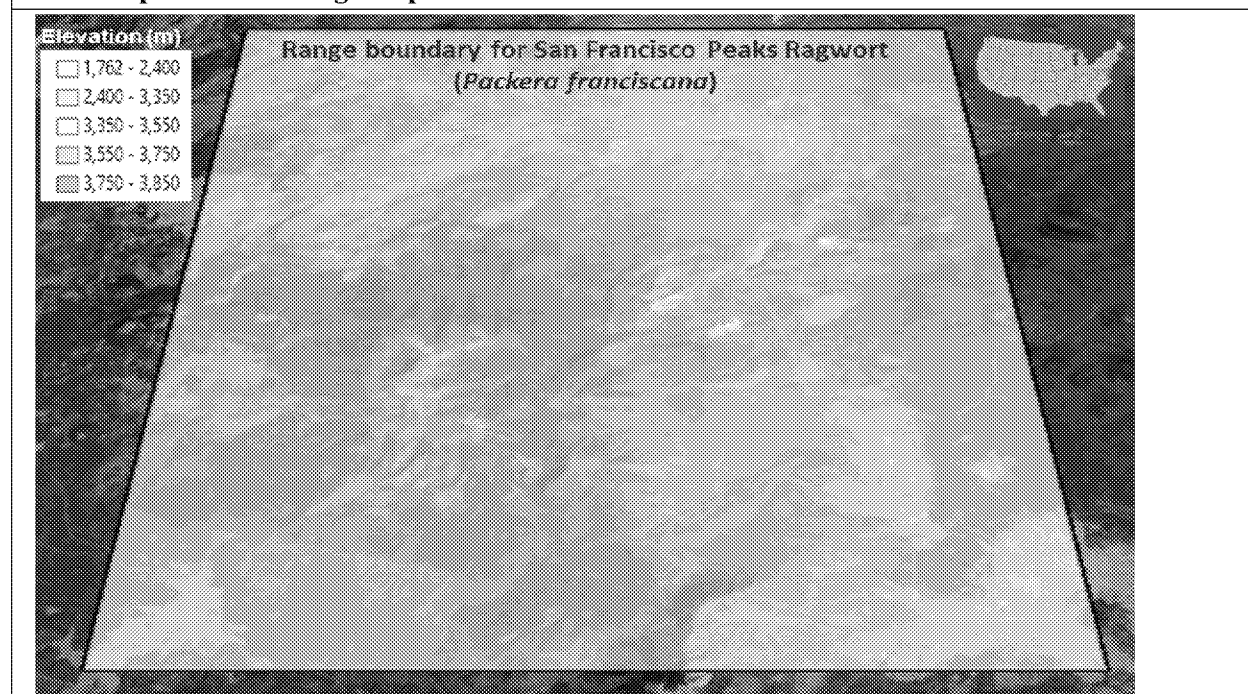 Elevation (m)
1,762 - 2,400
2,400 - 3,350
3,350 - 3,550
3,550 - 3,750
3,750 - 3,850
Range boundary for San Francisco Peaks Ragwort
(Packera franciscana)